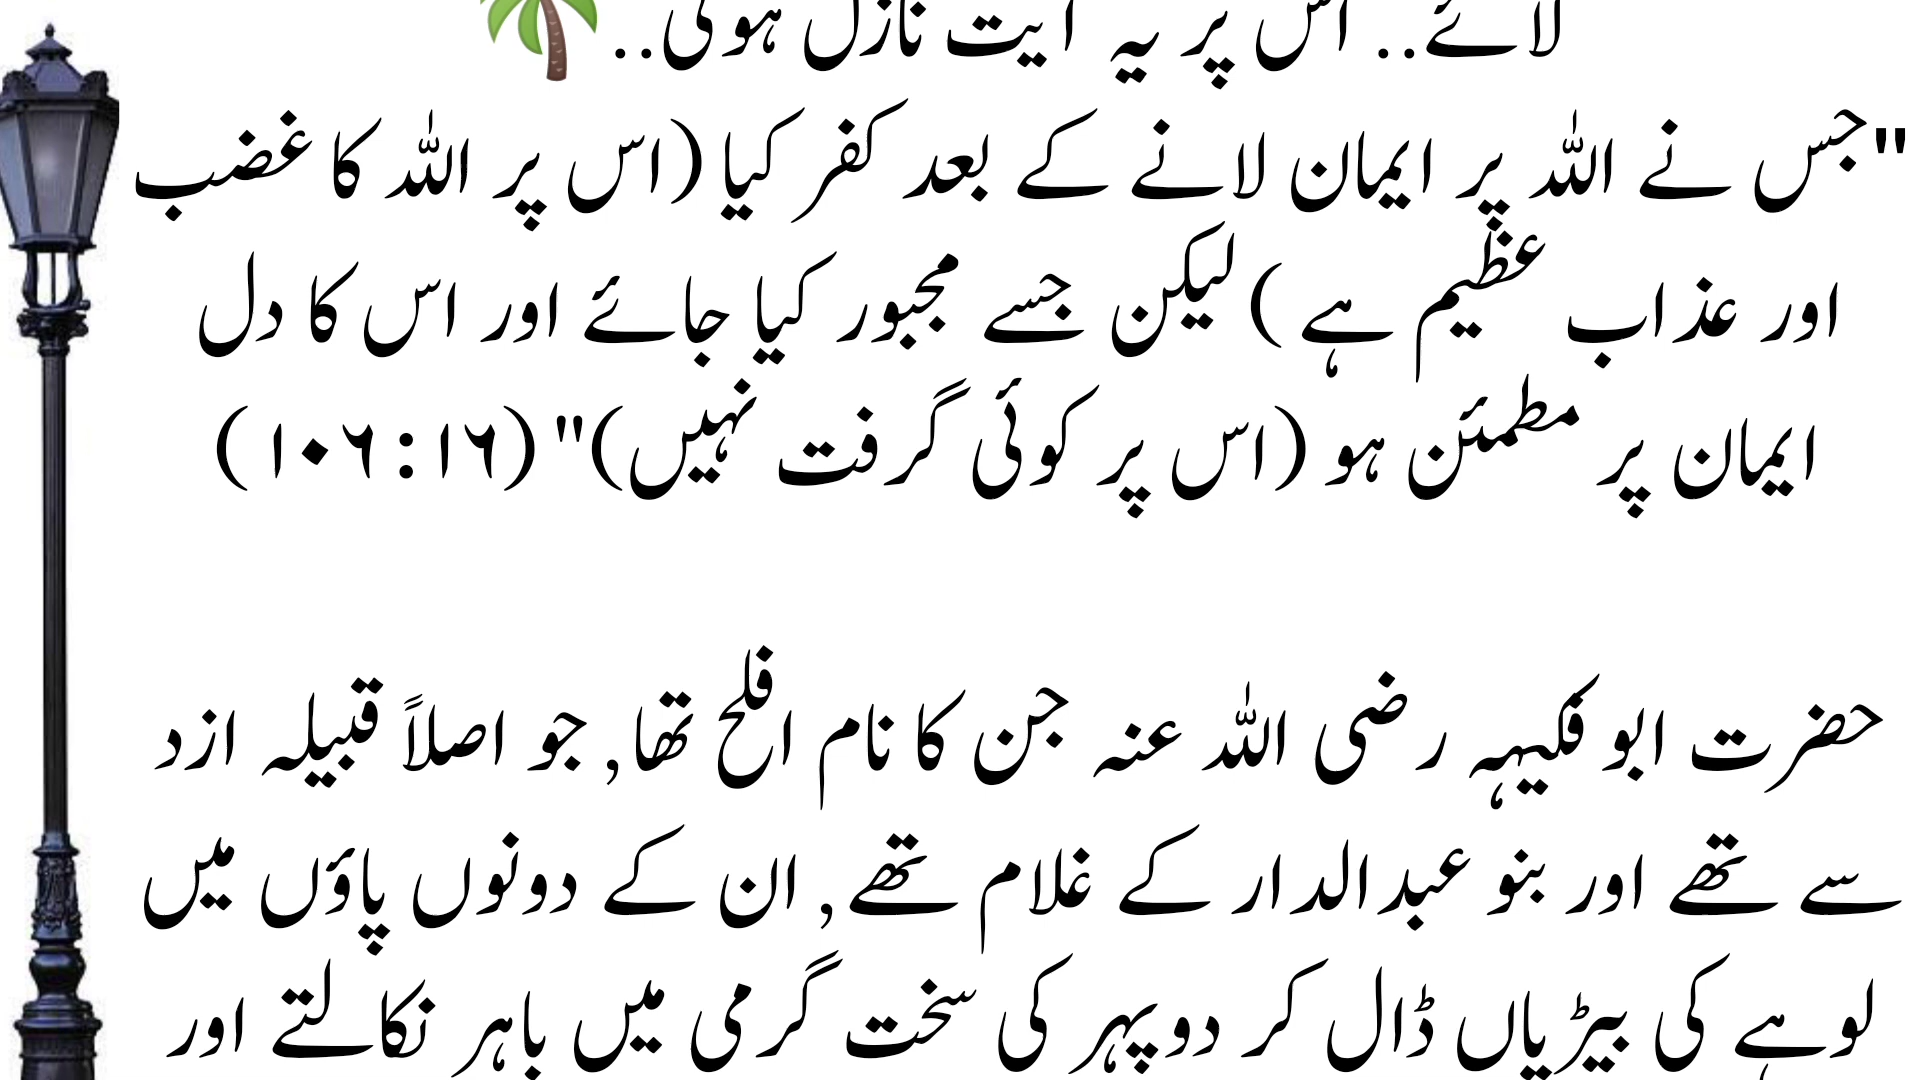 لائے.. اس پر یہ آیت نازل ہوئی..
"جس نے اللہ پر ایمان لانے کے بعد کفر کیا (اس پر اللہ کا غضب
اور عذاب عظیم ہے) لیکن جسے مجبور کیا جائے اور اس کا دل
ایمان پر مطمئن ہو (اس پر کوئی گرفت نہیں)" (۱۶:۱۰۶)
حضرت ابو فکیہہ رضی اللہ عنہ جن کا نام افلح تھا, جو اصلاً قبیلہ ازد
سے تھے اور بنو عبدالدار کے غلام تھے, ان کے دونوں پاؤں میں
لوہے کی بیڑیاں ڈال کر دوپہر کی سخت گرمی میں باہر نکالتے اور